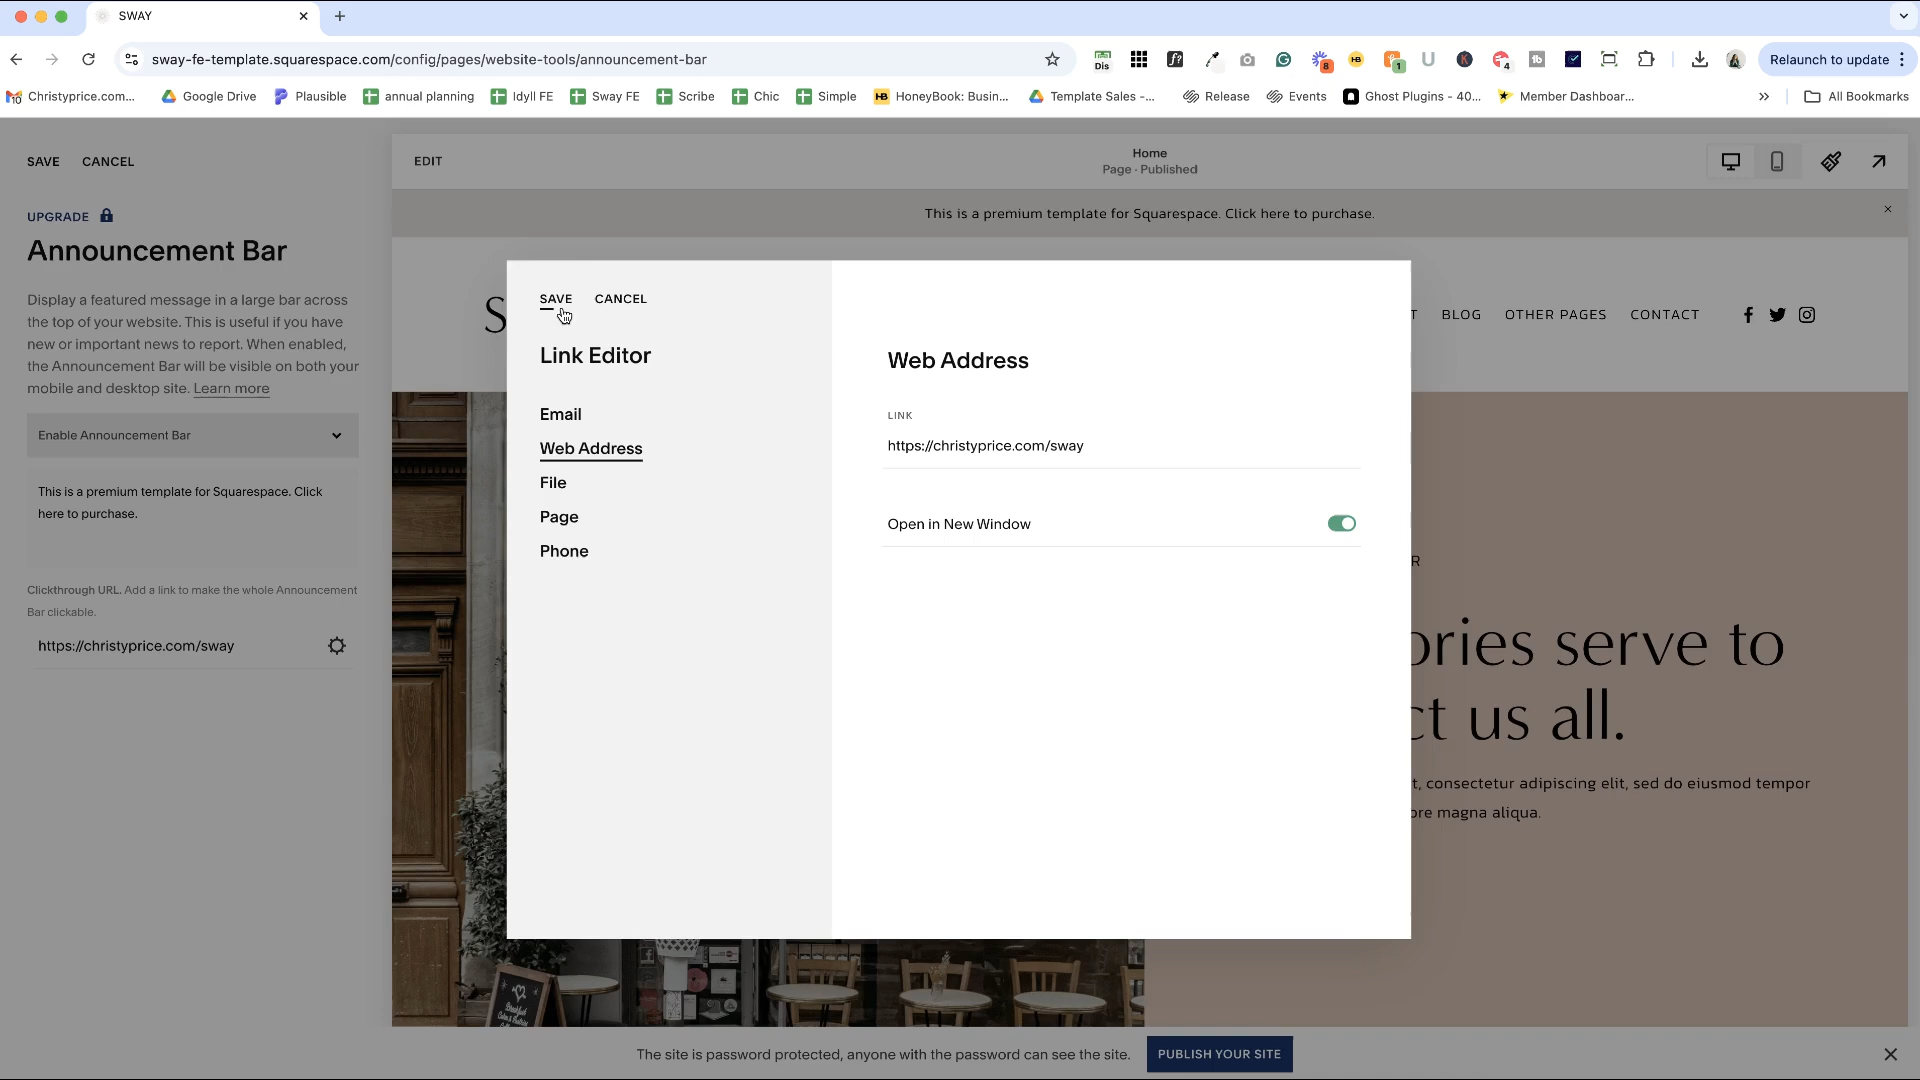 SWAY
sway-fe-template.squarespace.com/config/pages/website-tools/announcement-bar
Dis
f?
8
HB
1
U
K
4
tb
Relaunch to update
10
Christyprice.com...
Google Drive
Plausible
annual planning
Idyll FE
Sway FE
Scribe
Chic
Simple
HB
HoneyBook: Busin...
Template Sales -...
Release
Events
Ghost Plugins - 40...
Member Dashboar...
All Bookmarks
SAVE
CANCEL
EDIT
Home
Page · Published
UPGRADE
Announcement Bar
Display a featured message in a large bar across
the top of your website. This is useful if you have
new or important news to report. When enabled,
the Announcement Bar will be visible on both your
mobile and desktop site. Learn more
Enable Announcement Bar
This is a premium template for Squarespace. Click
here to purchase.
Clickthrough URL. Add a link to make the whole Announcement
Bar clickable.
https://christyprice.com/sway
This is a premium template for Squarespace. Click here to purchase.
S
T
BLOG
OTHER PAGES
CONTACT
SAVE
CANCEL
Link Editor
Email
Web Address
File
Page
Phone
Web Address
LINK
https://christyprice.com/sway
Open in New Window
R
ories serve to
ct us all.
t, consectetur adipiscing elit, sed do eiusmod tempor
ore magna aliqua.
The site is password protected, anyone with the password can see the site.
PUBLISH YOUR SITE